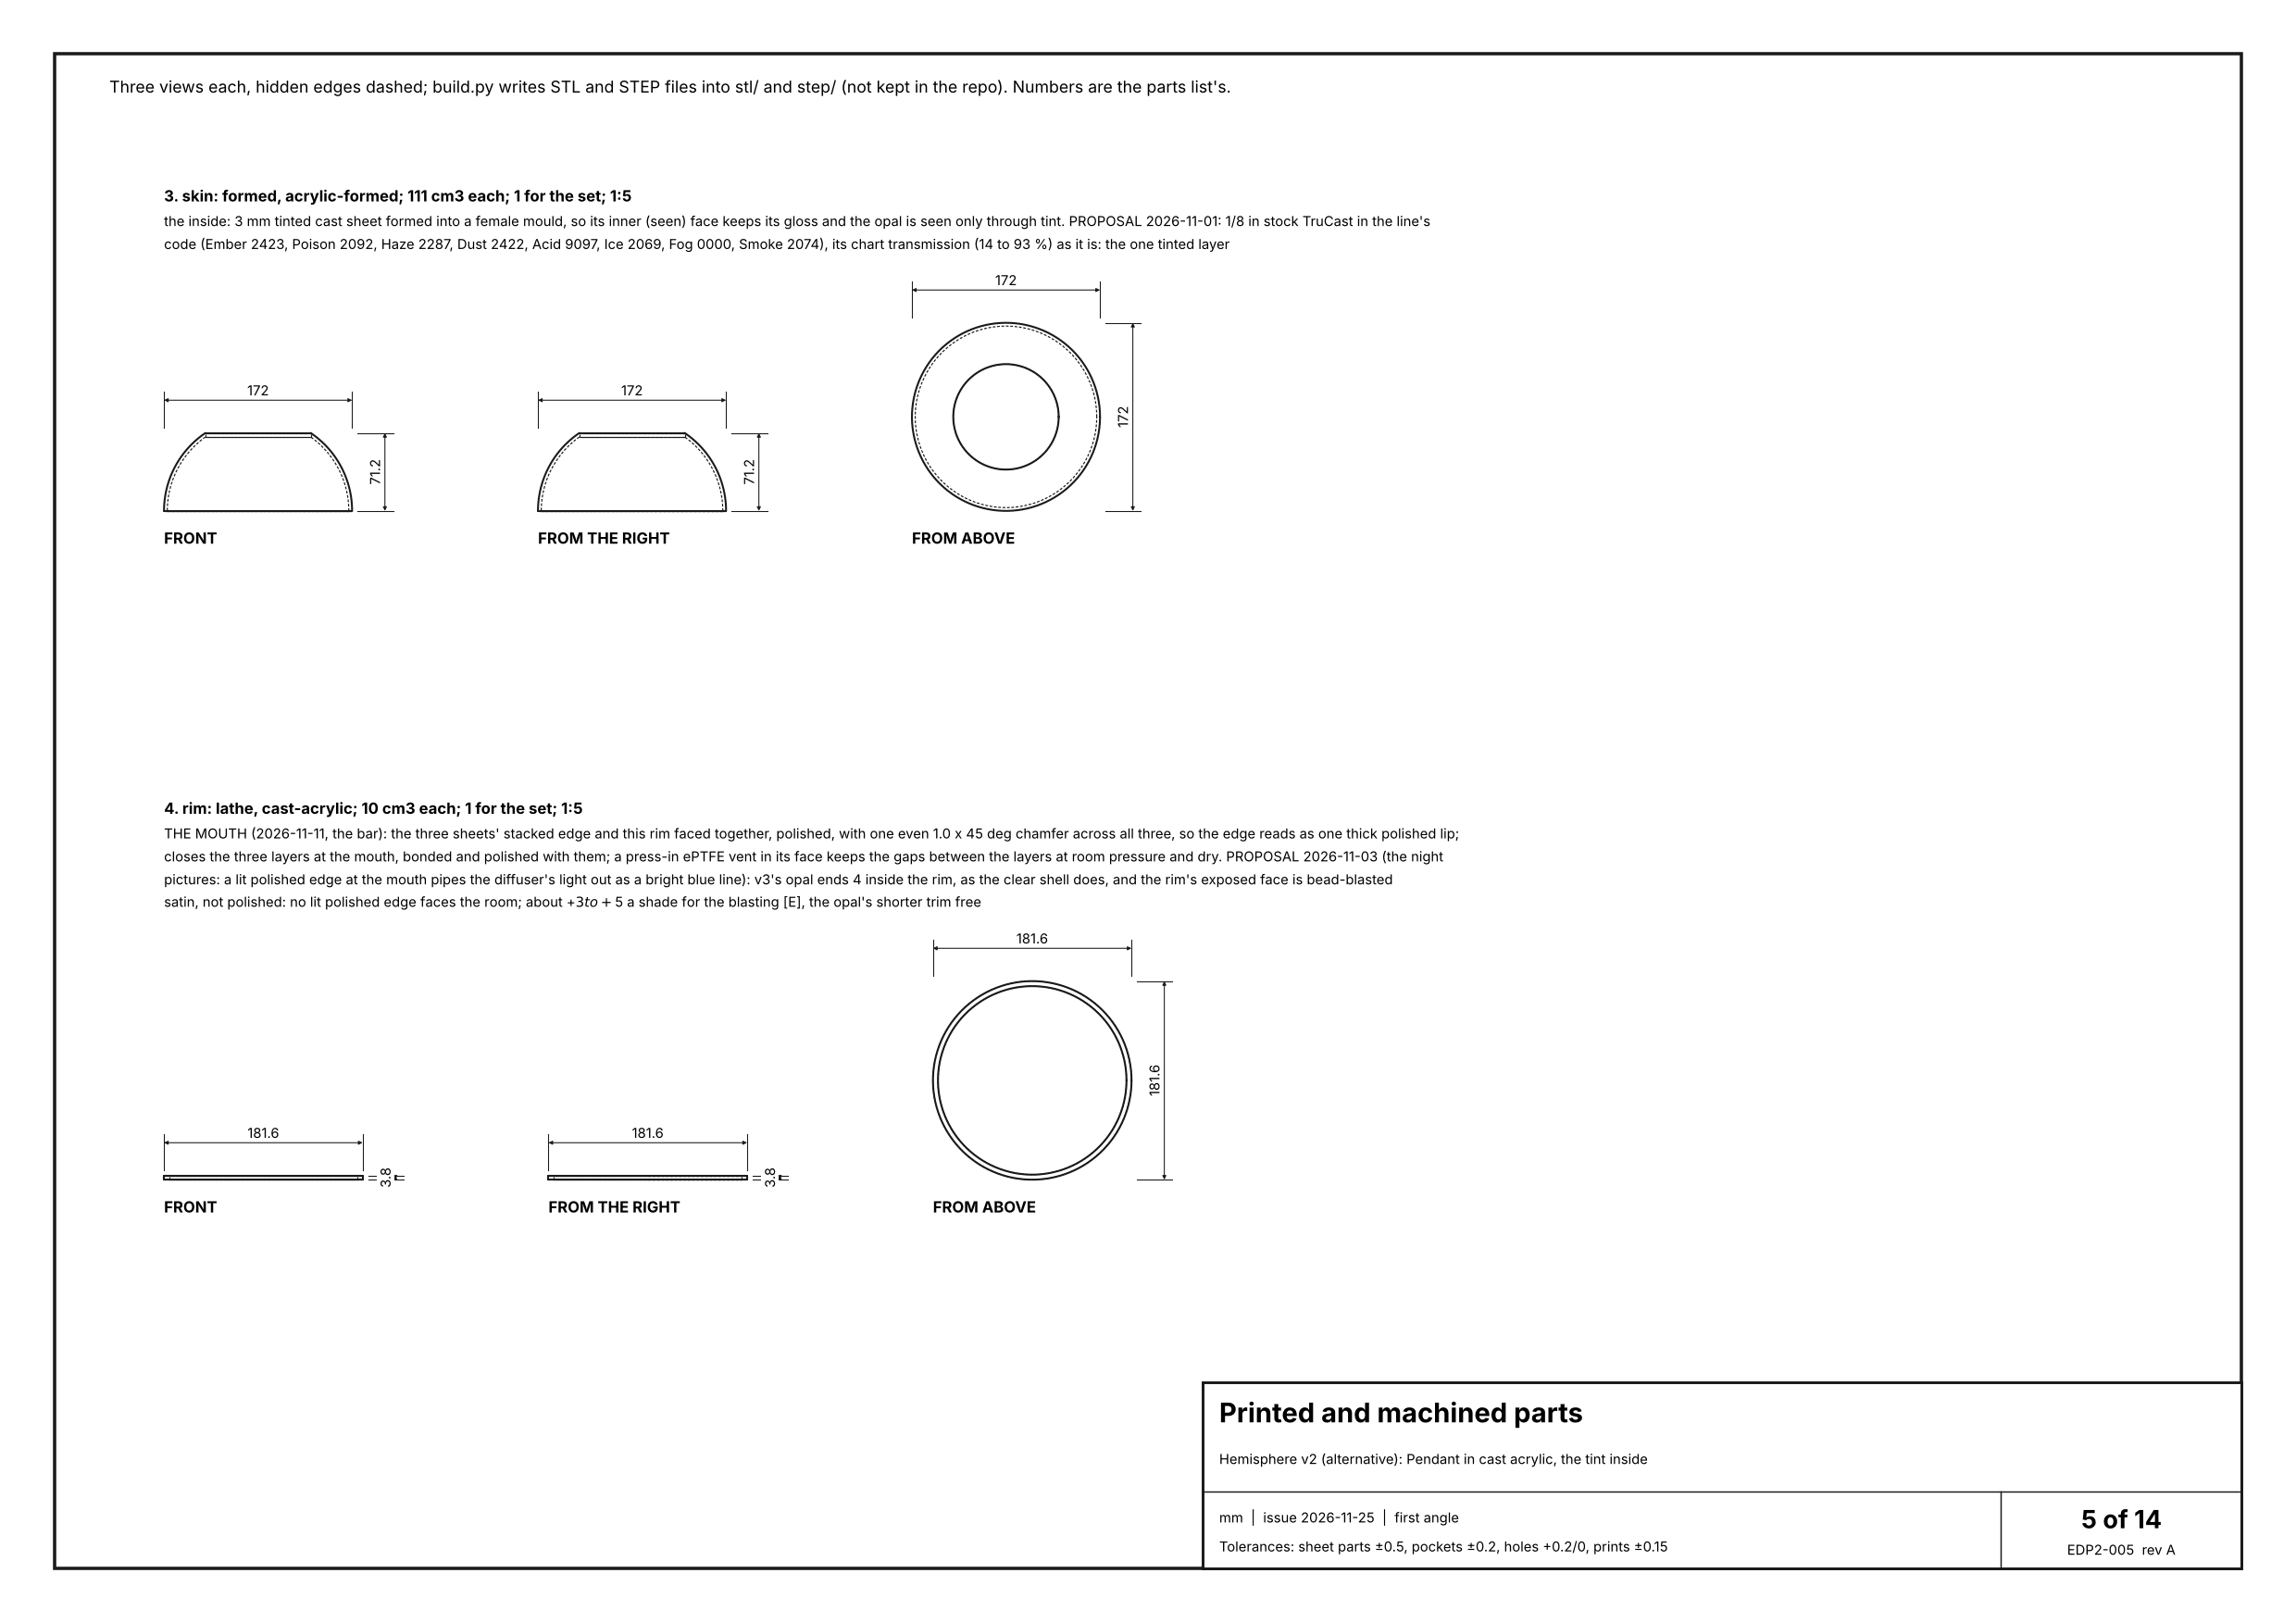 Three views each, hidden edges dashed; build.py writes STL and STEP files into stl/ and step/ (not kept in the repo). Numbers are the parts list's.
3. skin: formed, acrylic-formed; 111 cm3 each; 1 for the set; 1:5
the inside: 3 mm tinted cast sheet formed into a female mould, so its inner (seen) face keeps its gloss and the opal is seen only through tint. PROPOSAL 2026-11-01: 1/8 in stock TruCast in the line's
code (Ember 2423, Poison 2092, Haze 2287, Dust 2422, Acid 9097, Ice 2069, Fog 0000, Smoke 2074), its chart transmission (14 to 93 %) as it is: the one tinted layer
172
172
172
172
71.2
71.2
FRONT
FROM THE RIGHT
FROM ABOVE
4. rim: lathe, cast-acrylic; 10 cm3 each; 1 for the set; 1:5
THE MOUTH (2026-11-11, the bar): the three sheets' stacked edge and this rim faced together, polished, with one even 1.0 x 45 deg chamfer across all three, so the edge reads as one thick polished lip;
closes the three layers at the mouth, bonded and polished with them; a press-in ePTFE vent in its face keeps the gaps between the layers at room pressure and dry. PROPOSAL 2026-11-03 (the night
pictures: a lit polished edge at the mouth pipes the diffuser's light out as a bright blue line): v3's opal ends 4 inside the rim, as the clear shell does, and the rim's exposed face is bead-blasted
satin, not polished: no lit polished edge faces the room; about +3to + 5 a shade for the blasting [E], the opal's shorter trim free
181.6
181.6
181.6
181.6
3.8
3.8
FRONT
FROM THE RIGHT
FROM ABOVE
Printed and machined parts
Hemisphere v2 (alternative): Pendant in cast acrylic, the tint inside
mm | issue 2026-11-25 | first angle
Tolerances: sheet parts ±0.5, pockets ±0.2, holes +0.2/0, prints ±0.15
5 of 14
EDP2-005 rev A